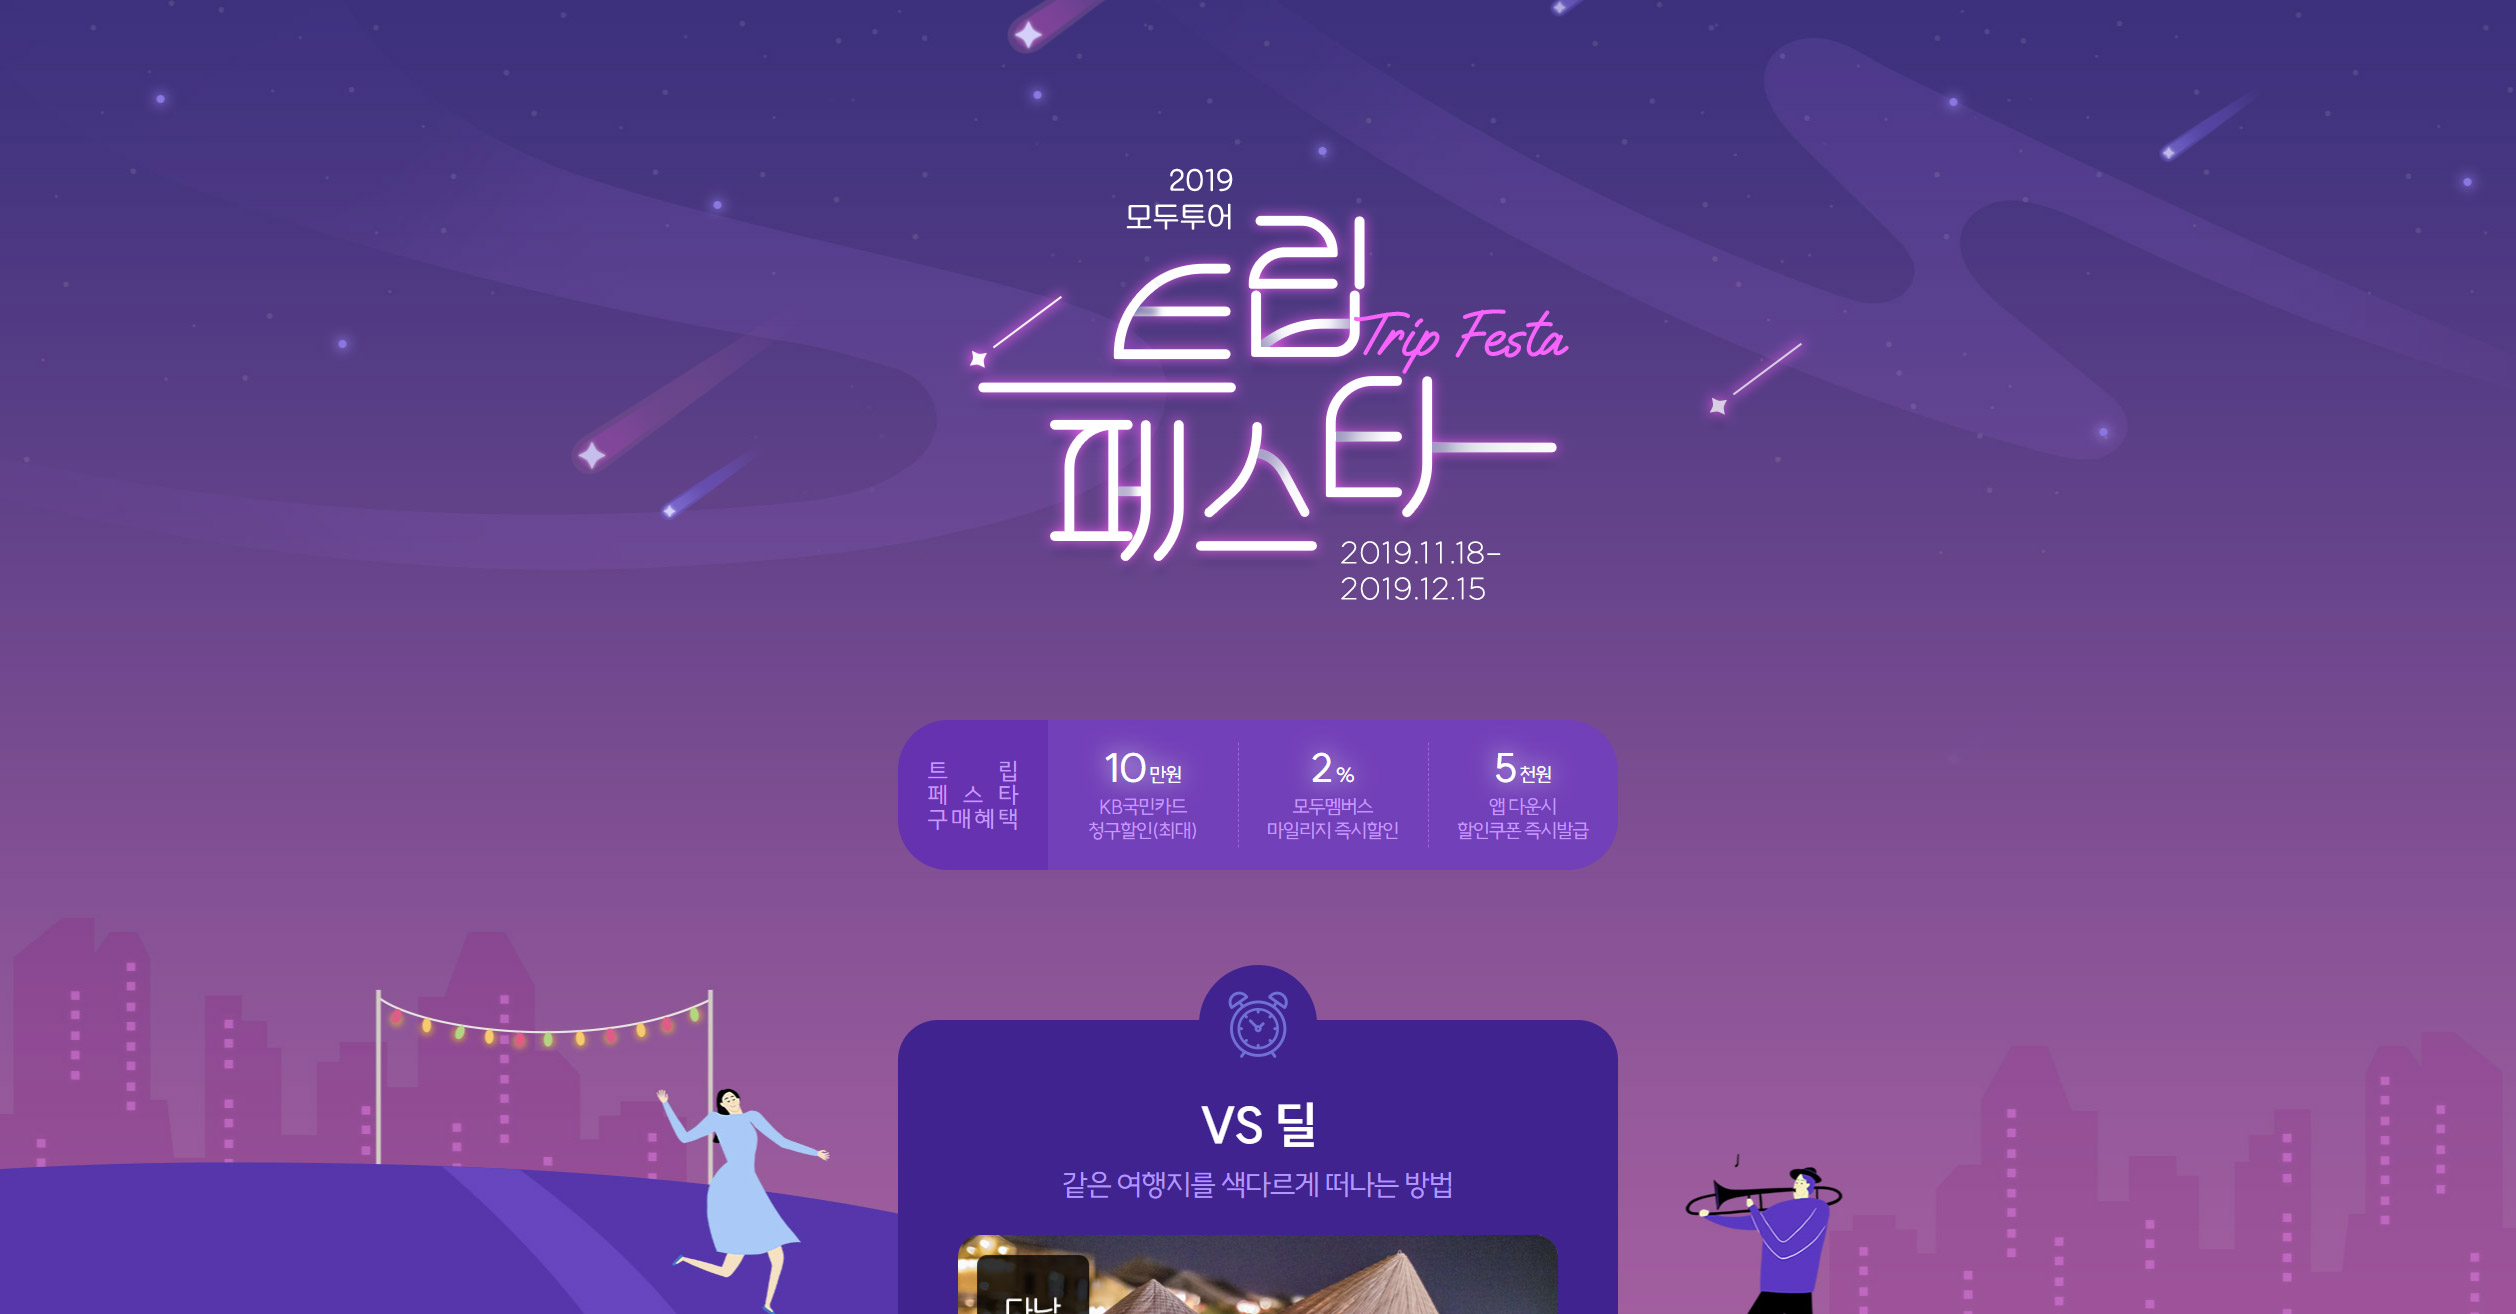 2019
모두투어
트립
Trip Festa
페스타
2019.11.18-
2019.12.15
트립
페스타
구매혜택
10만원
KB국민카드
청구할인(최대)
2%
모두멤버스
마일리지 즉시할인
5천원
앱 다운시
할인쿠폰 즉시발급
VS 딜
같은 여행지를 색다르게 떠나는 방법